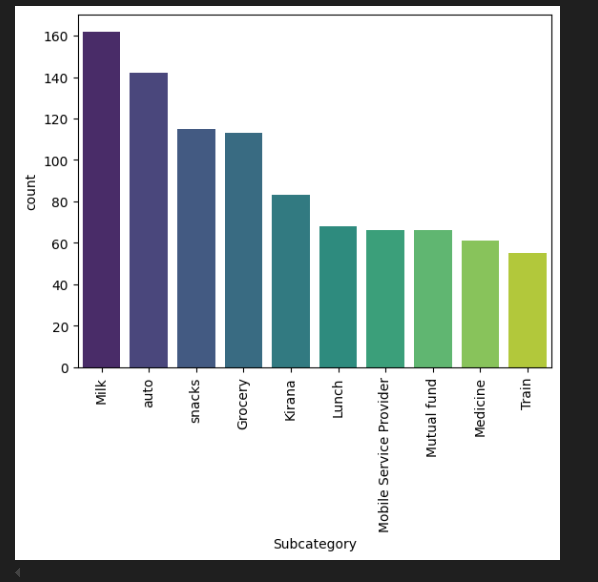 160
140
120
100
80
60
40
20
0
count
Milk
auto
snacks
Grocery
Kirana
Lunch
Mobile Service Provider
Mutual fund
Medicine
Train
Subcategory